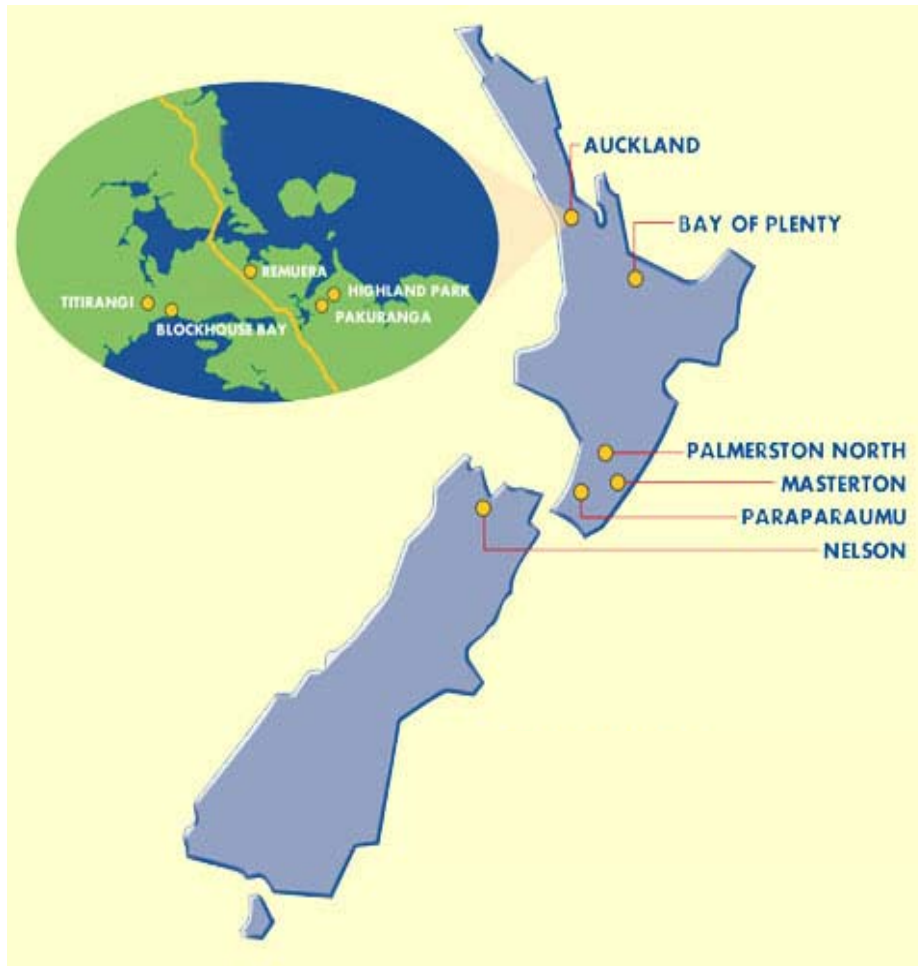 AUCKLAND
BAY OF PLENTY
REMUERA
HIGHLAND PARK
TITIRANGI
PAKURANGA
BLOCKHOUSE BAY
PALMERSTON NORTH
MASTERTON
PARAPARAUMU
NELSON